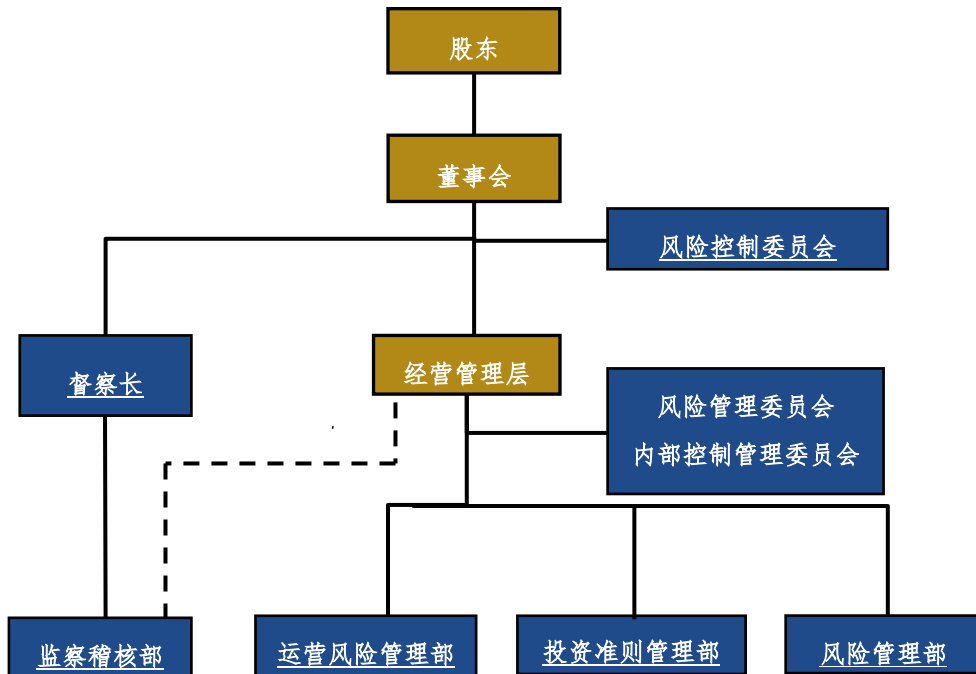 股东
董事会
风险控制委员会
督察长
经营管理层
风险管理委员会
内部控制管理委员会
监察稽核部
运营风险管理部
投资准则管理部
风险管理部